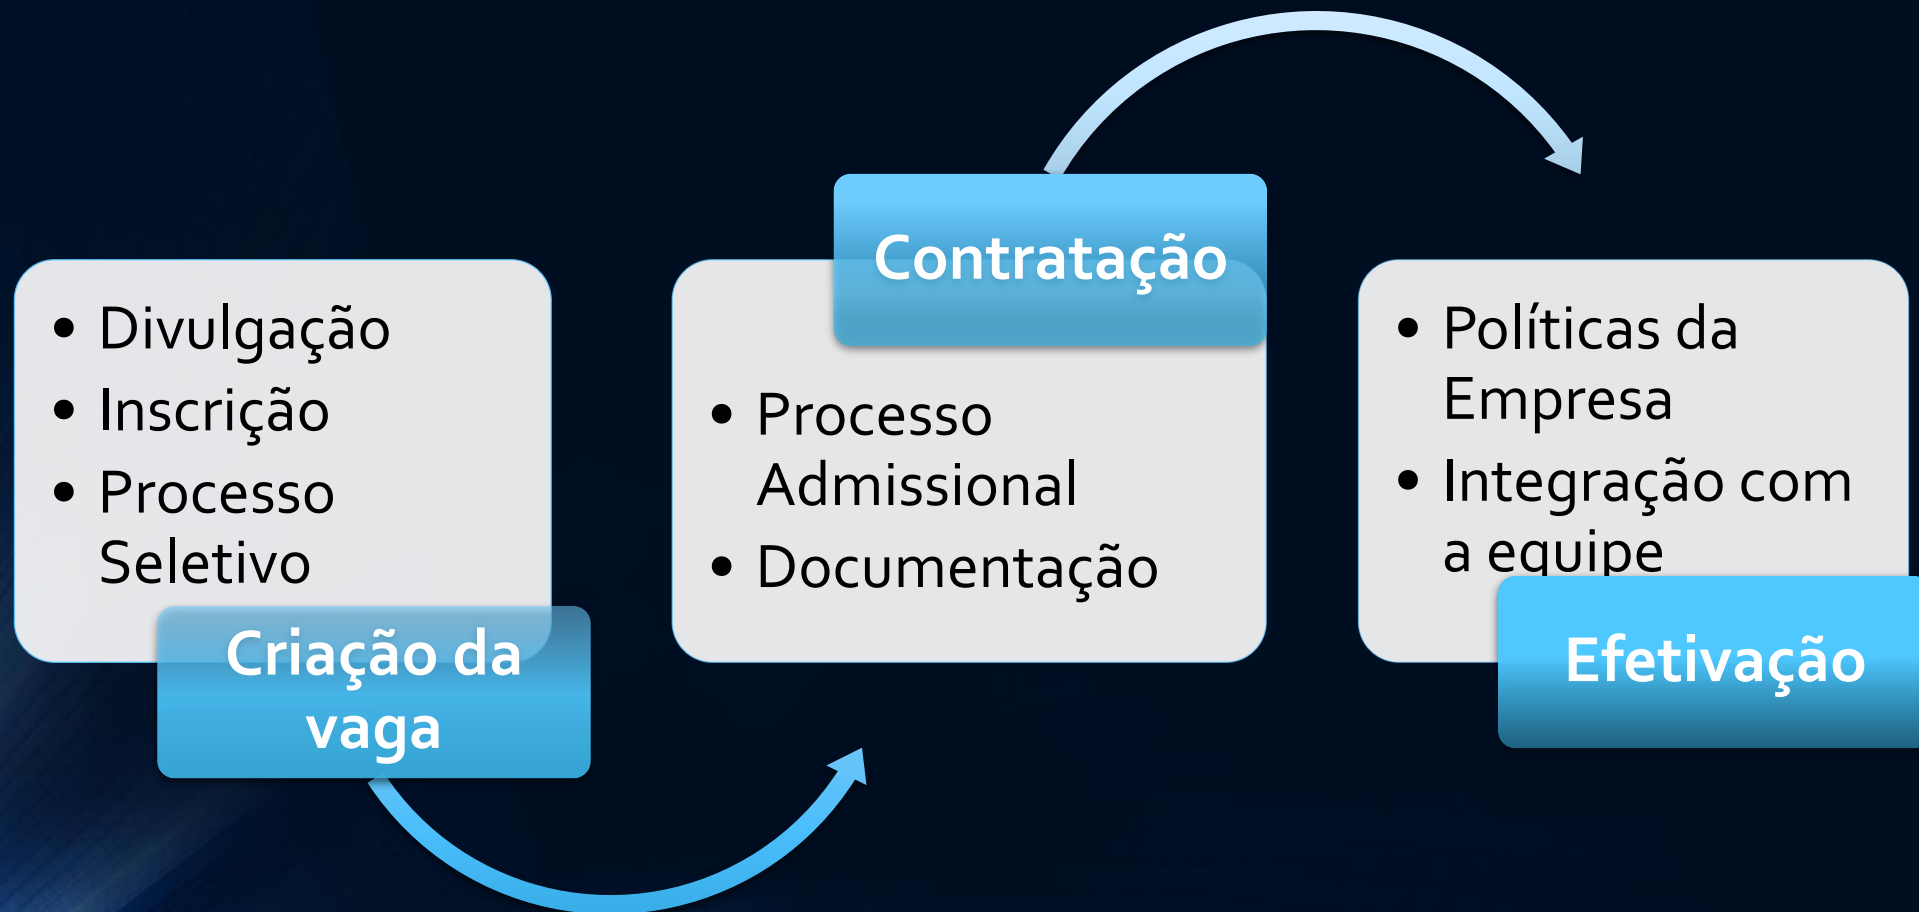 • Divulgação
• Inscrição
• Processo
Seletivo
Criação da
vaga
Contratação
• Processo
Admissional
• Documentação
• Políticas da
Empresa
• Integração com
a equipe
Efetivação